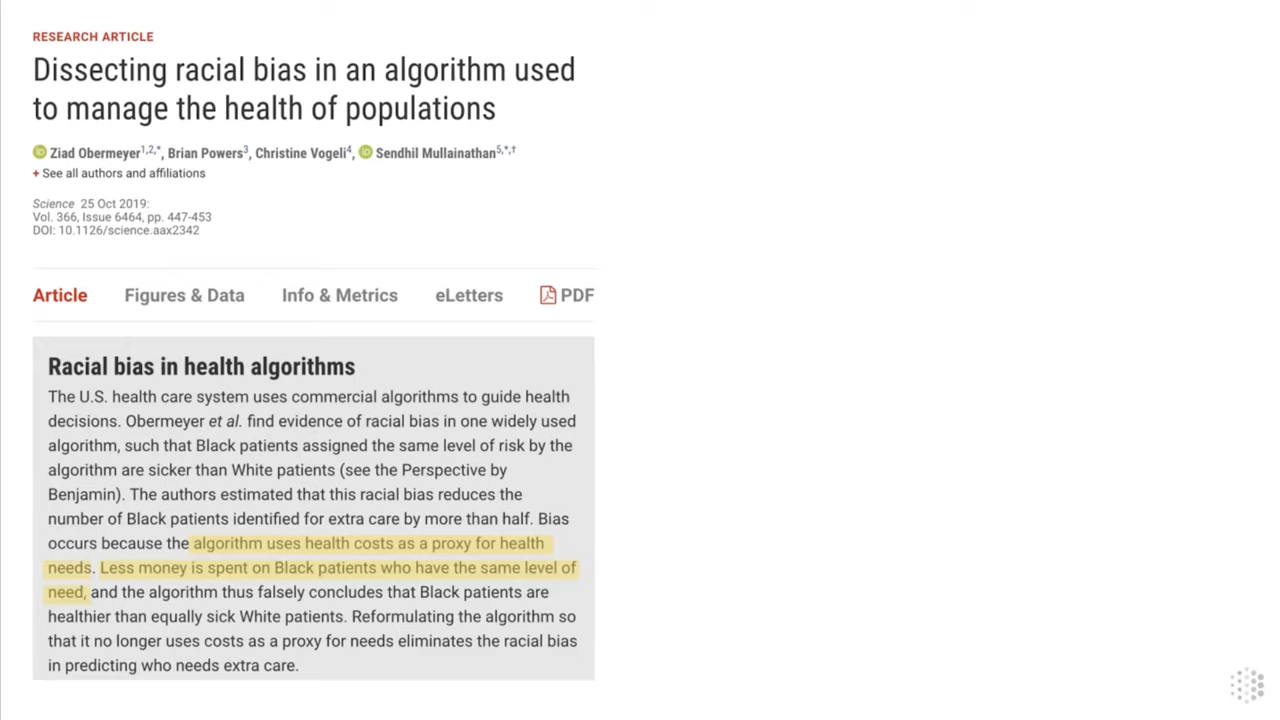 RESEARCH ARTICLE
Dissecting racial bias in an algorithm used
to manage the health of populations
Ziad Obermeyer1,2,*, Brian Powers3, Christine Vogeli4, Sendhil Mullainathan5,*,†
+ See all authors and affiliations
Science 25 Oct 2019:
Vol. 366, Issue 6464, pp. 447-453
DOI: 10.1126/science.aax2342
Article Figures & Data Info & Metrics eLetters PDF
Racial bias in health algorithms
The U.S. health care system uses commercial algorithms to guide health
decisions. Obermeyer et al. find evidence of racial bias in one widely used
algorithm, such that Black patients assigned the same level of risk by the
algorithm are sicker than White patients (see the Perspective by
Benjamin). The authors estimated that this racial bias reduces the
number of Black patients identified for extra care by more than half. Bias
occurs because the algorithm uses health costs as a proxy for health
needs. Less money is spent on Black patients who have the same level of
need, and the algorithm thus falsely concludes that Black patients are
healthier than equally sick White patients. Reformulating the algorithm so
that it no longer uses costs as a proxy for needs eliminates the racial bias
in predicting who needs extra care.